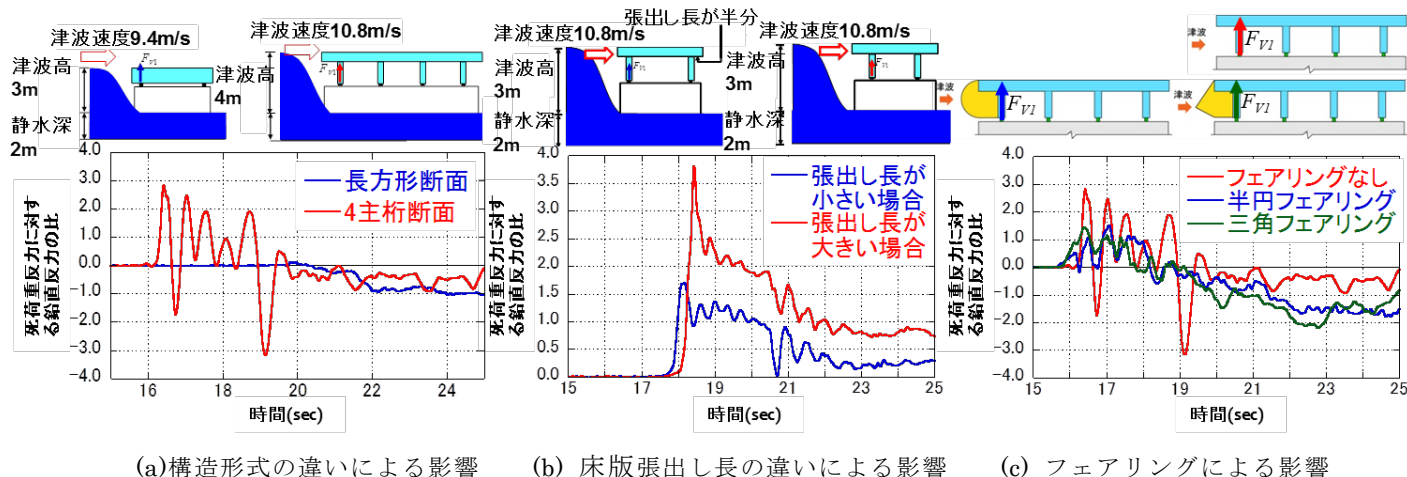 津波速度9.4m/s
F_{V1}
津波高
3m
静水深
2m
津波速度10.8m/s
F_{V1}
津波高
4m
死荷重反力に対す
る鉛直反力の比
4.0
3.0
2.0
1.0
0.0
−1.0
−2.0
−3.0
−4.0
長方形断面
4主桁断面
16
18
20
22
24
時間(sec)
(a)構造形式の違いによる影響
張出し長が半分
津波速度10.8m/s
F_{V1}
津波高
3m
静水深
2m
津波速度10.8m/s
F_{V1}
津波高
3m
静水深
2m
死荷重反力に対す
る鉛直反力の比
4.0
3.5
3.0
2.5
2.0
1.5
1.0
0.5
0.0
張出し長が
小さい場合
張出し長が
大きい場合
15
17
19
21
23
25
時間(sec)
(b) 床版張出し長の違いによる影響
津波
F_{V1}
津波
F_{V1}
津波
F_{V1}
死荷重反力に対す
る鉛直反力の比
4.0
3.0
2.0
1.0
0.0
−1.0
−2.0
−3.0
−4.0
フェアリングなし
半円フェアリング
三角フェアリング
15
17
19
21
23
25
時間(sec)
(c) フェアリングによる影響